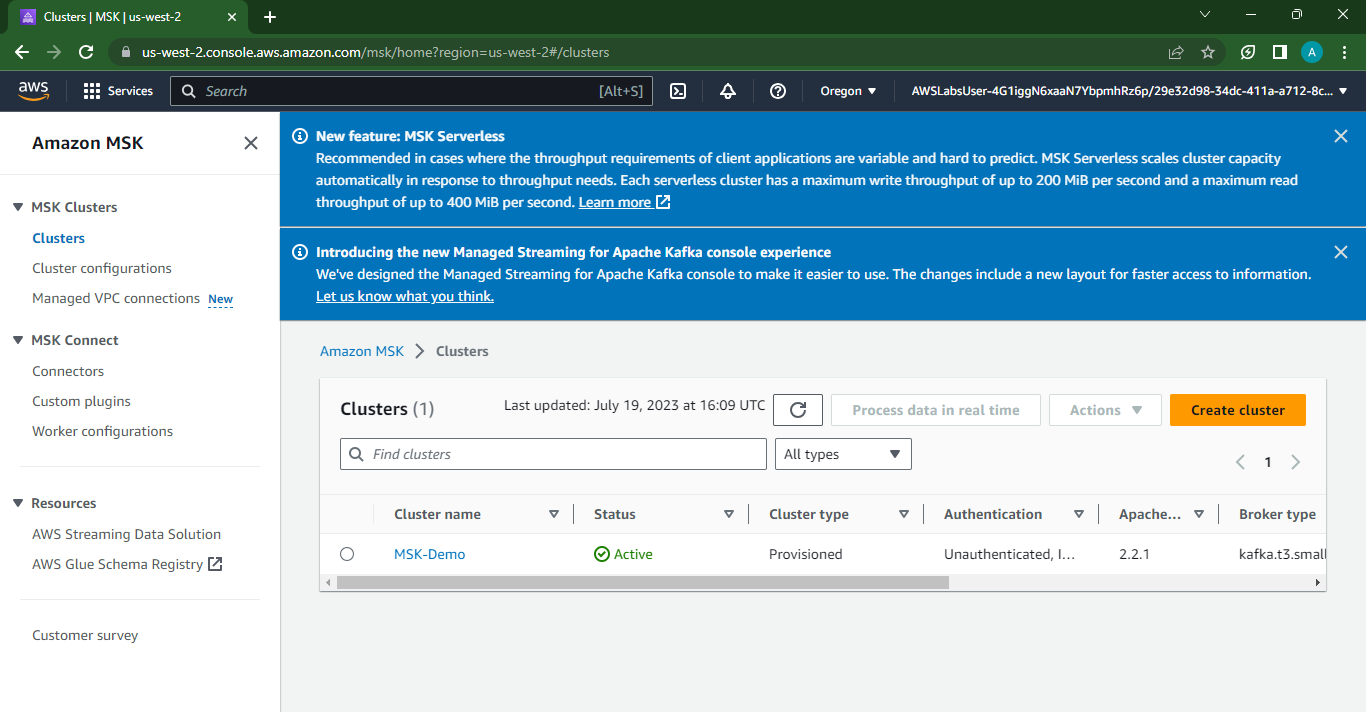 Clusters | MSK | us-west-2
us-west-2.console.aws.amazon.com/msk/home?region=us-west-2#/clusters
A
aws
Services
Search
[Alt+S]
Oregon
AWSLabsUser-4G1iggN6xaaN7YbpmhRz6p/29e32d98-34dc-411a-a712-8c...
Amazon MSK
MSK Clusters
Clusters
Cluster configurations
Managed VPC connections New
MSK Connect
Connectors
Custom plugins
Worker configurations
Resources
AWS Streaming Data Solution
AWS Glue Schema Registry
Customer survey
New feature: MSK Serverless
Recommended in cases where the throughput requirements of client applications are variable and hard to predict. MSK Serverless scales cluster capacity
automatically in response to throughput needs. Each serverless cluster has a maximum write throughput of up to 200 MiB per second and a maximum read
throughput of up to 400 MiB per second. Learn more
Introducing the new Managed Streaming for Apache Kafka console experience
We've designed the Managed Streaming for Apache Kafka console to make it easier to use. The changes include a new layout for faster access to information.
Let us know what you think.
Amazon MSK > Clusters
Clusters (1)
Last updated: July 19, 2023 at 16:09 UTC
Process data in real time
Actions
Create cluster
Find clusters
All types
1
Cluster name Status Cluster type Authentication Apache... Broker type
MSK-Demo Active Provisioned Unauthenticated, I... 2.2.1 kafka.t3.small